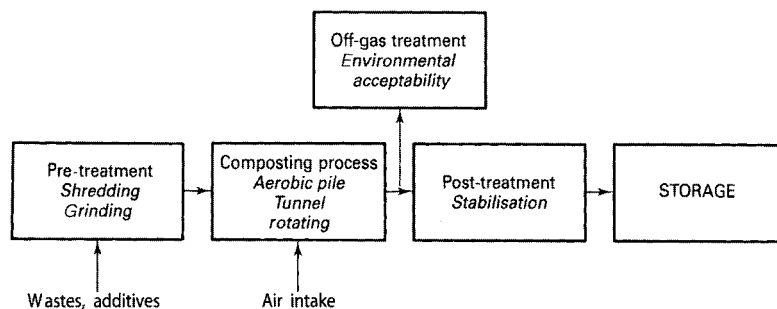 Off-gas treatment
Environmental
acceptability
Pre-treatment
Shredding
Grinding
Composting process
Aerobic pile
Tunnel
rotating
Post-treatment
Stabilisation
STORAGE
Wastes, additives
Air intake